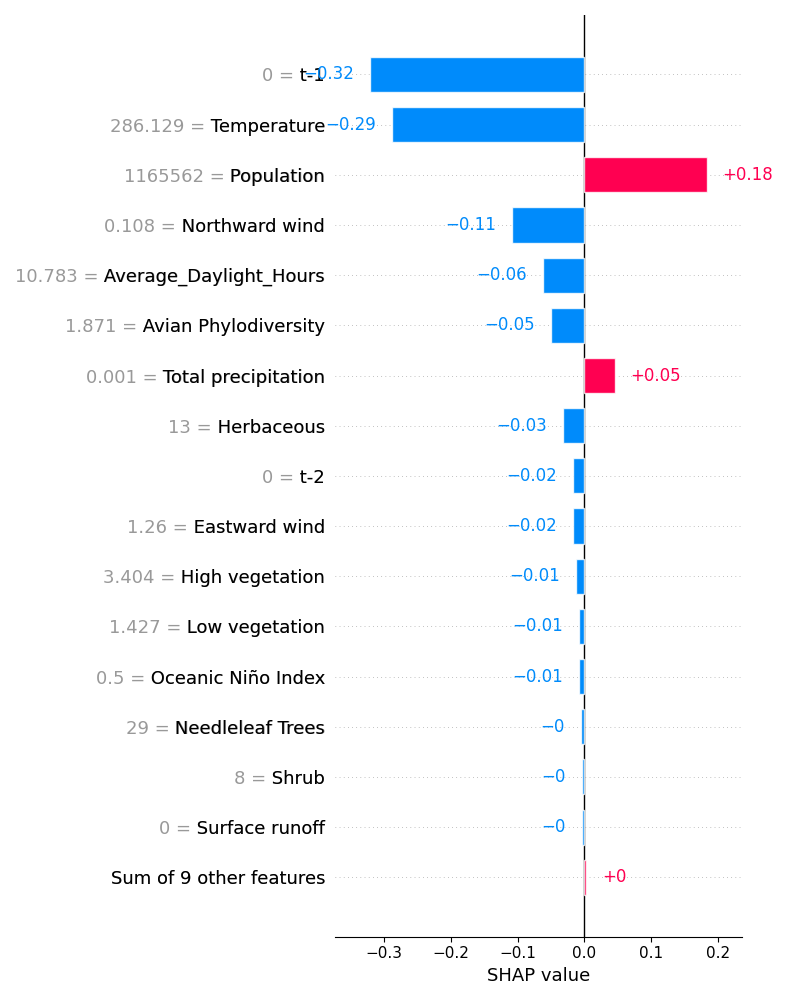 0 = t-1 −0.32
286.129 = Temperature −0.29
1165562 = Population +0.18
0.108 = Northward wind −0.11
10.783 = Average_Daylight_Hours −0.06
1.871 = Avian Phylodiversity −0.05
0.001 = Total precipitation +0.05
13 = Herbaceous −0.03
0 = t-2 −0.02
1.26 = Eastward wind −0.02
3.404 = High vegetation −0.01
1.427 = Low vegetation −0.01
0.5 = Oceanic Niño Index −0.01
29 = Needleleaf Trees −0
8 = Shrub −0
0 = Surface runoff −0
Sum of 9 other features +0
−0.3 −0.2 −0.1 0.0 0.1 0.2
SHAP value